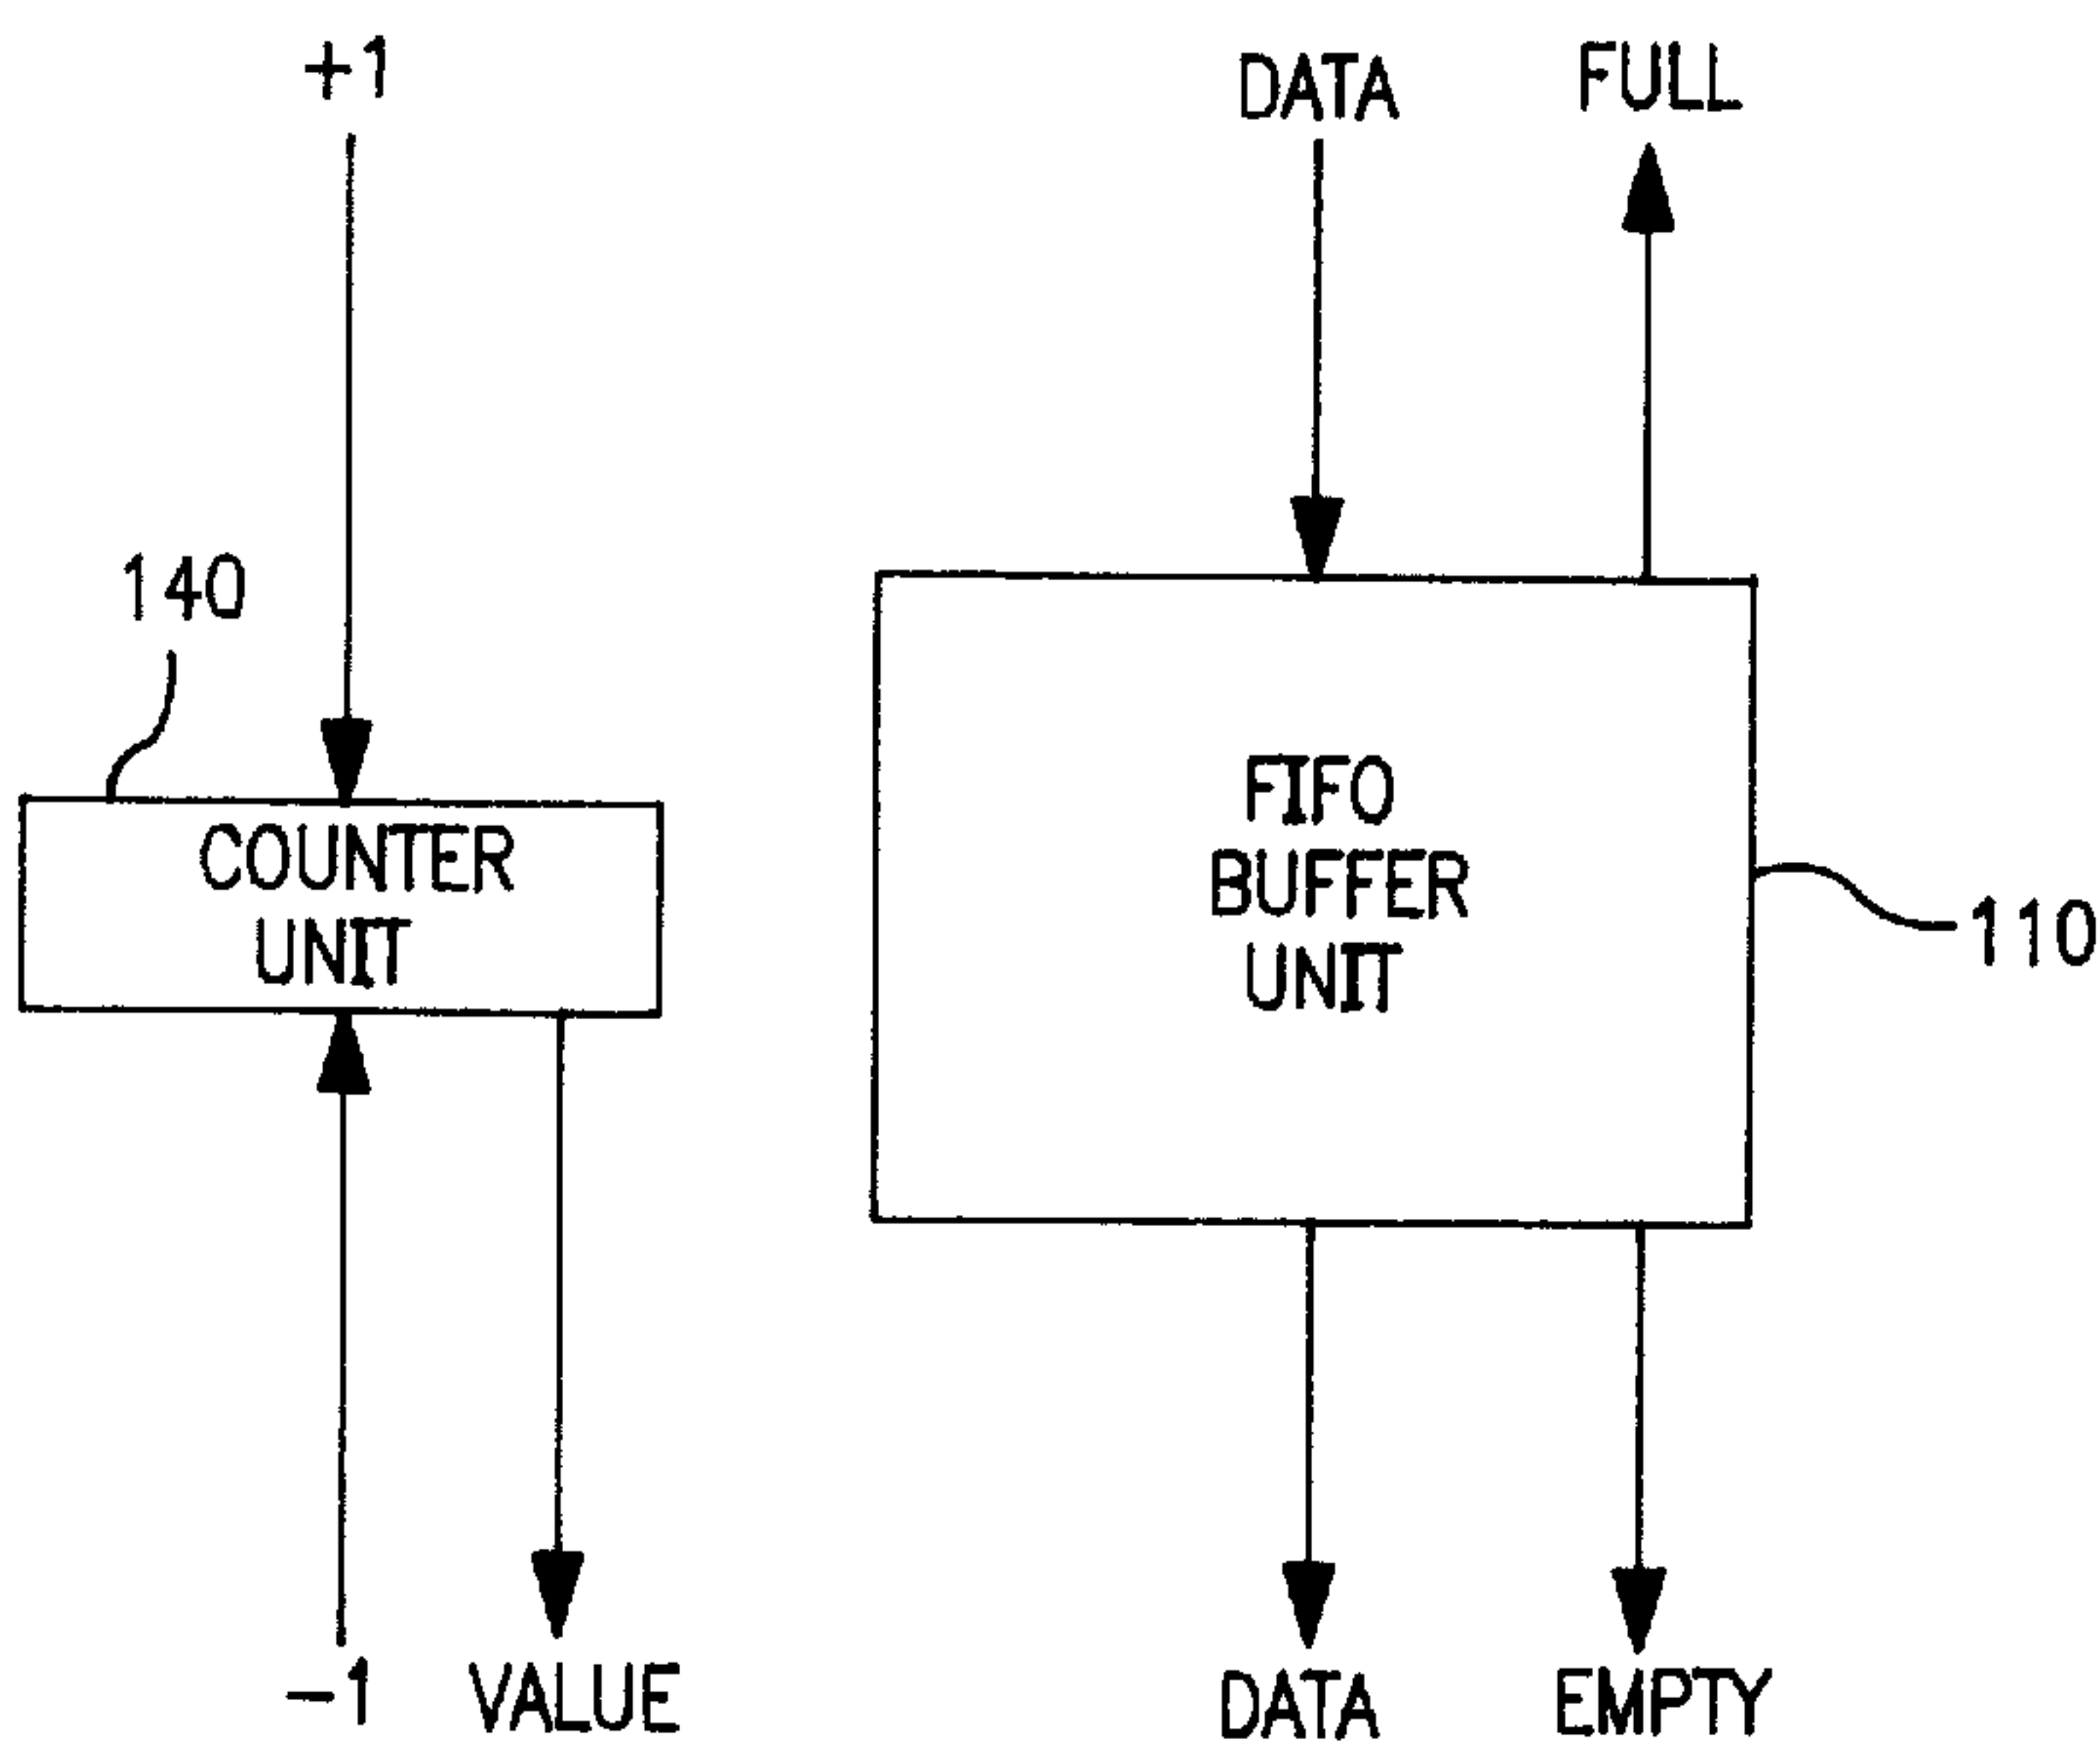 +1
DATA
FULL
140
COUNTER
UNIT
FIFO
BUFFER
UNIT
110
-1
VALUE
DATA
EMPTY